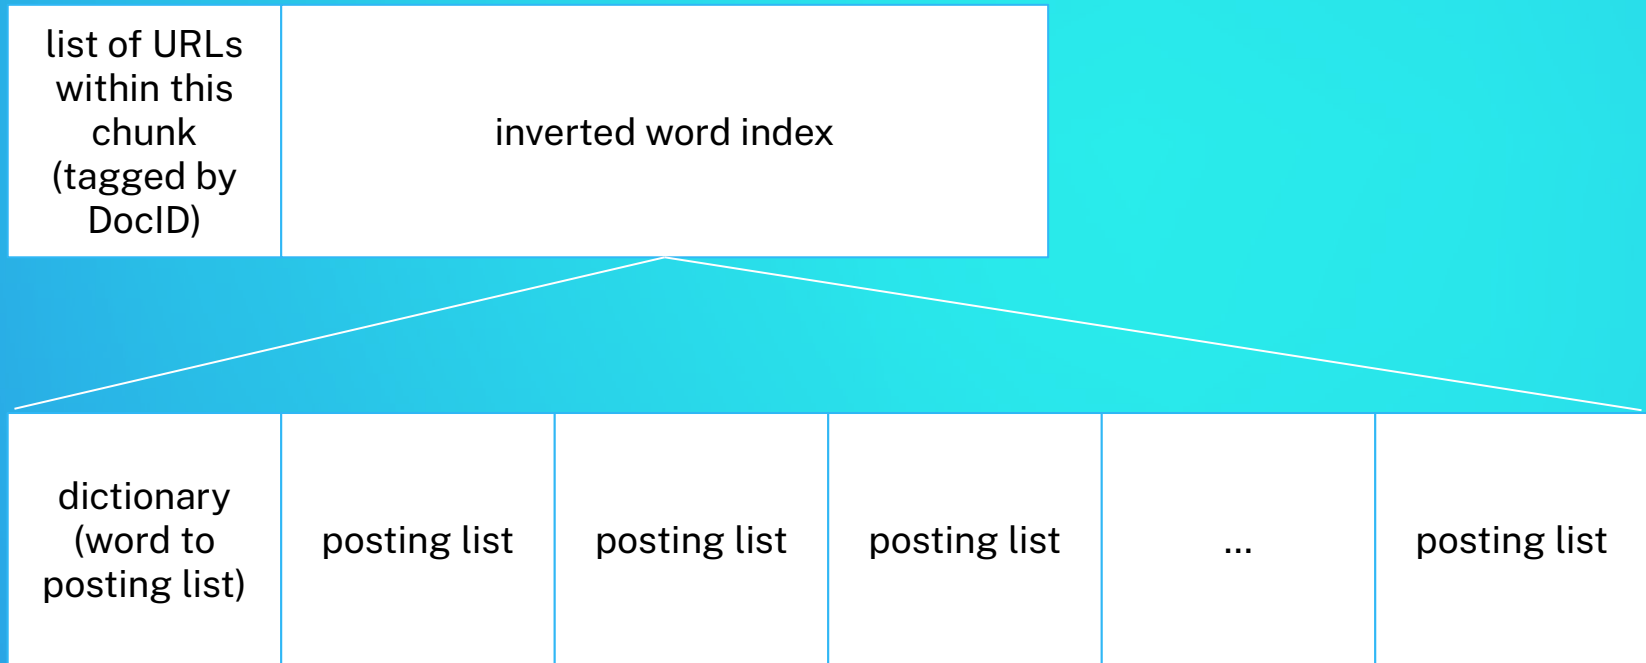 list of URLs
within this
chunk
(tagged by
DocID)
inverted word index
dictionary
(word to
posting list)
posting list
posting list
posting list
...
posting list